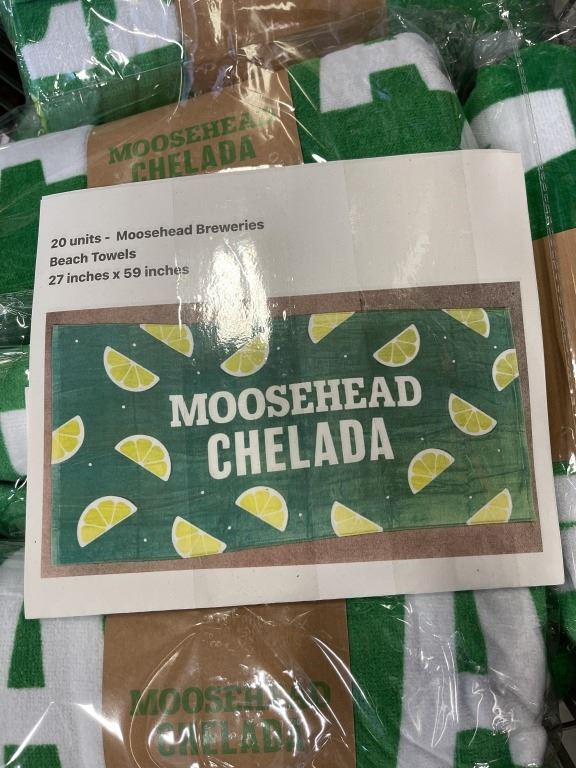 MOOSEHEAD
CHELADA
20 units - Moosehead Breweries
Beach Towels
27 inches x 59 inches
MOOSEHEAD
CHELADA
MOOSEHEAD
CHELADA